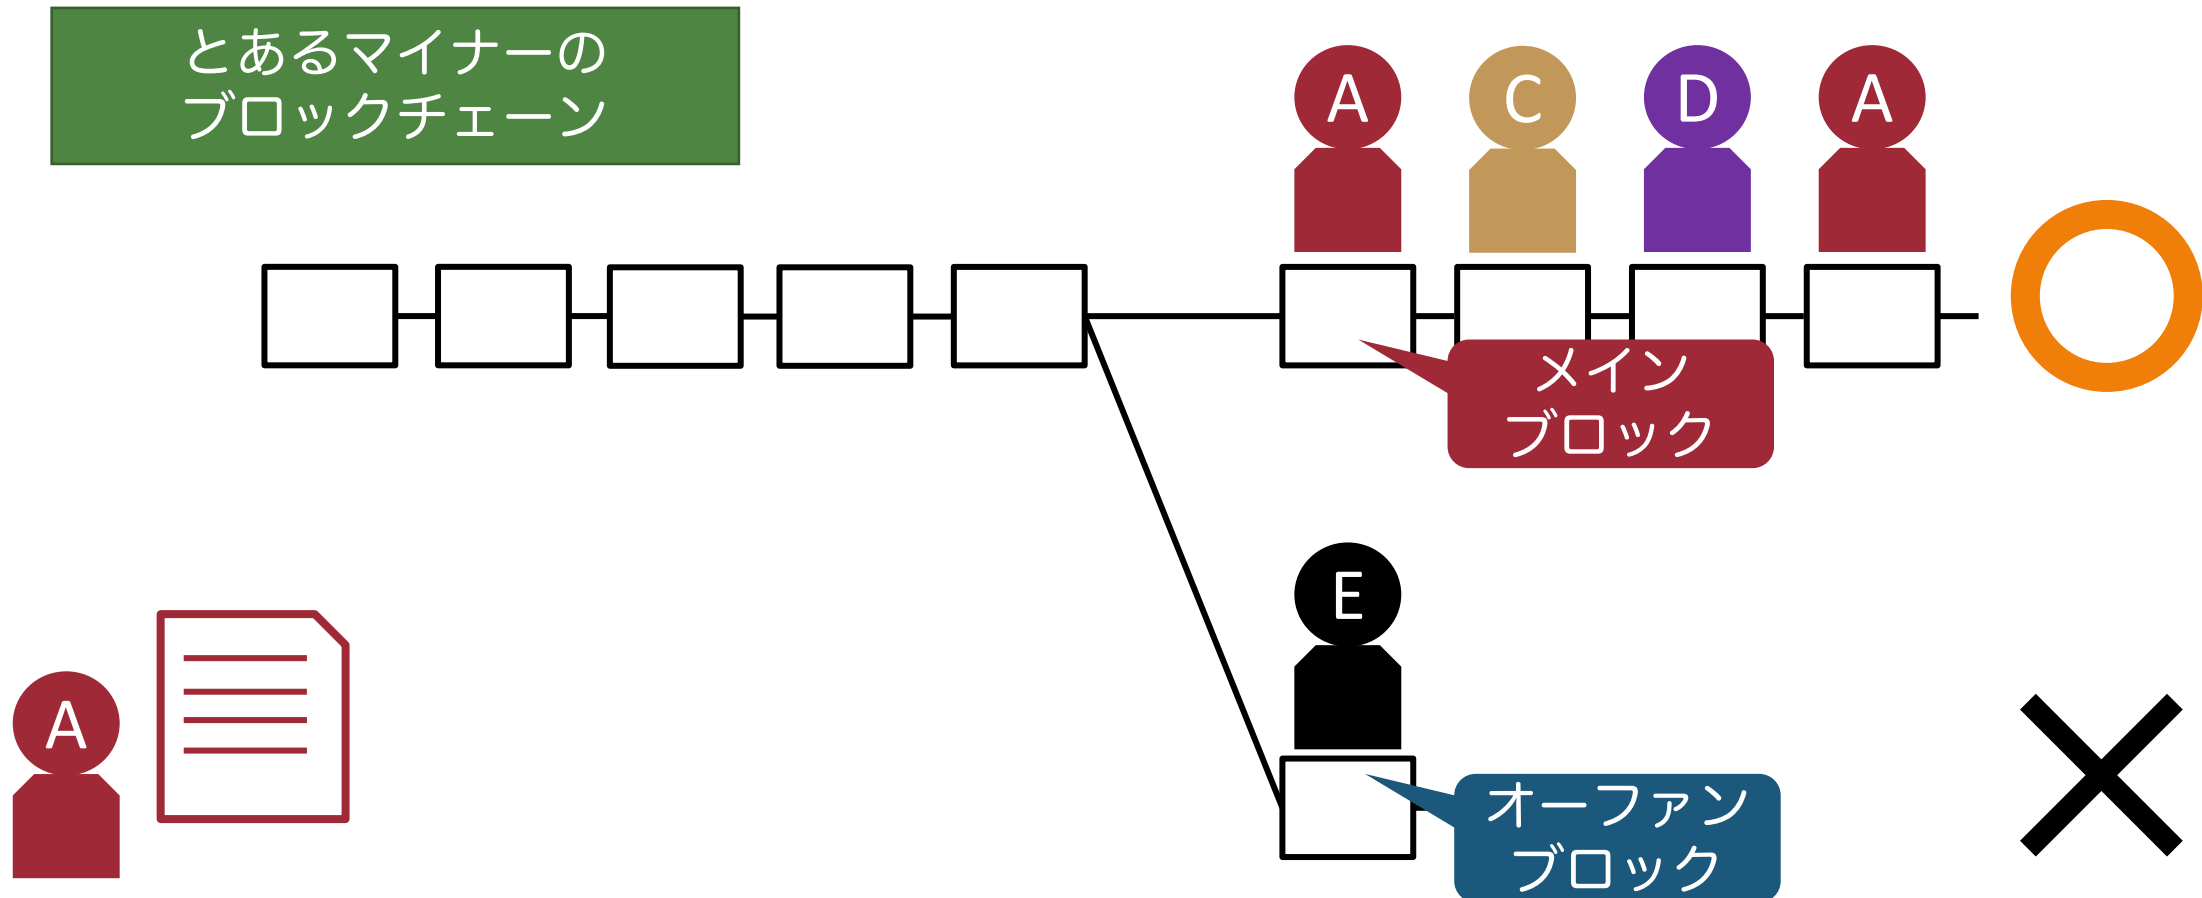 とあるマイナーの
ブロックチェーン
A
C
D
A
メイン
ブロック
E
A
オーファン
ブロック